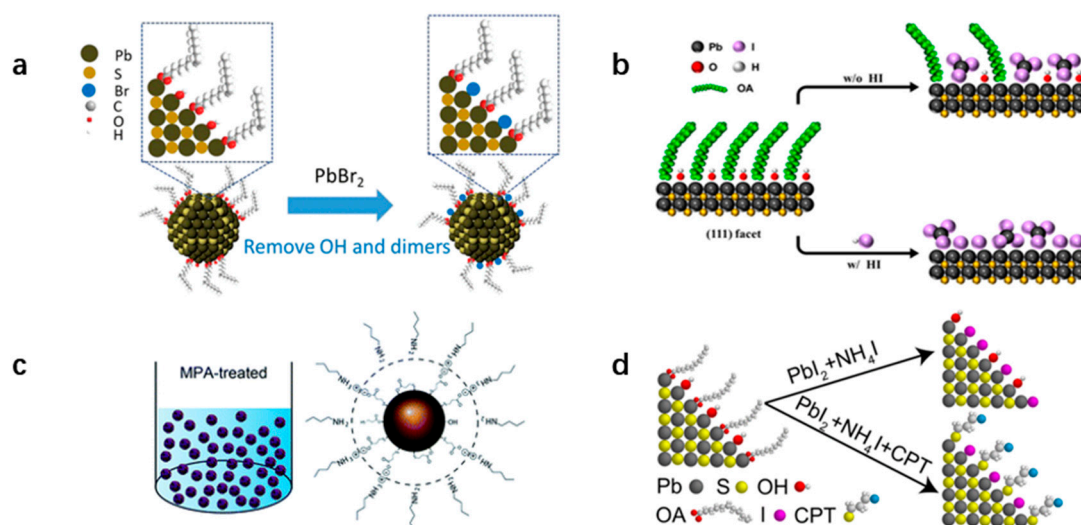 a
Pb
S
Br
C
O
H
PbBr2
Remove OH and dimers
b
Pb I
O H
OA
w/o HI
(111) facet
w/ HI
c
MPA-treated
NH2
OH
d
PbI2+NH4I
PbI2+NH4I+CPT
Pb S OH
OA I CPT